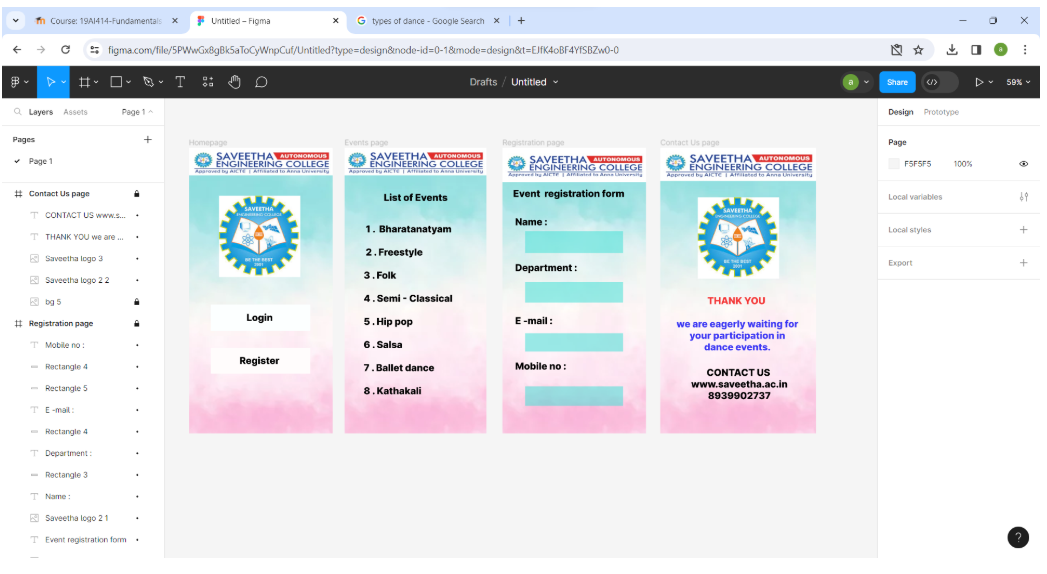 Course: 19AI414-Fundamentals
Untitled – Figma
types of dance - Google Search
figma.com/file/5PWwGx8gBk5aToCyWnpCuf/Untitled?type=design&node-id=0-1&mode=design&t=EJfK4oBF4YfSBZw0-0
a
Drafts / Untitled
a
Share
59%
Layers
Assets
Page 1
Pages
Page 1
Contact Us page
CONTACT US www.s...
THANK YOU we are ...
Saveetha logo 3
Saveetha logo 2 2
bg 5
Registration page
Mobile no :
Rectangle 4
Rectangle 5
E -mail :
Rectangle 4
Department :
Rectangle 3
Name :
Saveetha logo 2 1
Event registration form
Homepage
SAVEETHA AUTONOMOUS
ENGINEERING COLLEGE
Approved by AICTE | Affiliated to Anna University
SAVEETHA
ENGINEERING COLLEGE
BE THE BEST
2001
Login
Register
Events page
SAVEETHA AUTONOMOUS
ENGINEERING COLLEGE
Approved by AICTE | Affiliated to Anna University
List of Events
1 . Bharatanatyam
2 . Freestyle
3 . Folk
4 . Semi - Classical
5 . Hip pop
6 . Salsa
7 . Ballet dance
8 . Kathakali
Registration page
SAVEETHA AUTONOMOUS
ENGINEERING COLLEGE
Approved by AICTE | Affiliated to Anna University
Event registration form
Name :
Department :
E -mail :
Mobile no :
Contact Us page
SAVEETHA AUTONOMOUS
ENGINEERING COLLEGE
Approved by AICTE | Affiliated to Anna University
SAVEETHA
ENGINEERING COLLEGE
BE THE BEST
2001
THANK YOU
we are eagerly waiting for
your participation in
dance events.
CONTACT US
www.saveetha.ac.in
8939902737
Design
Prototype
Page
F5F5F5
100%
Local variables
Local styles
Export
?